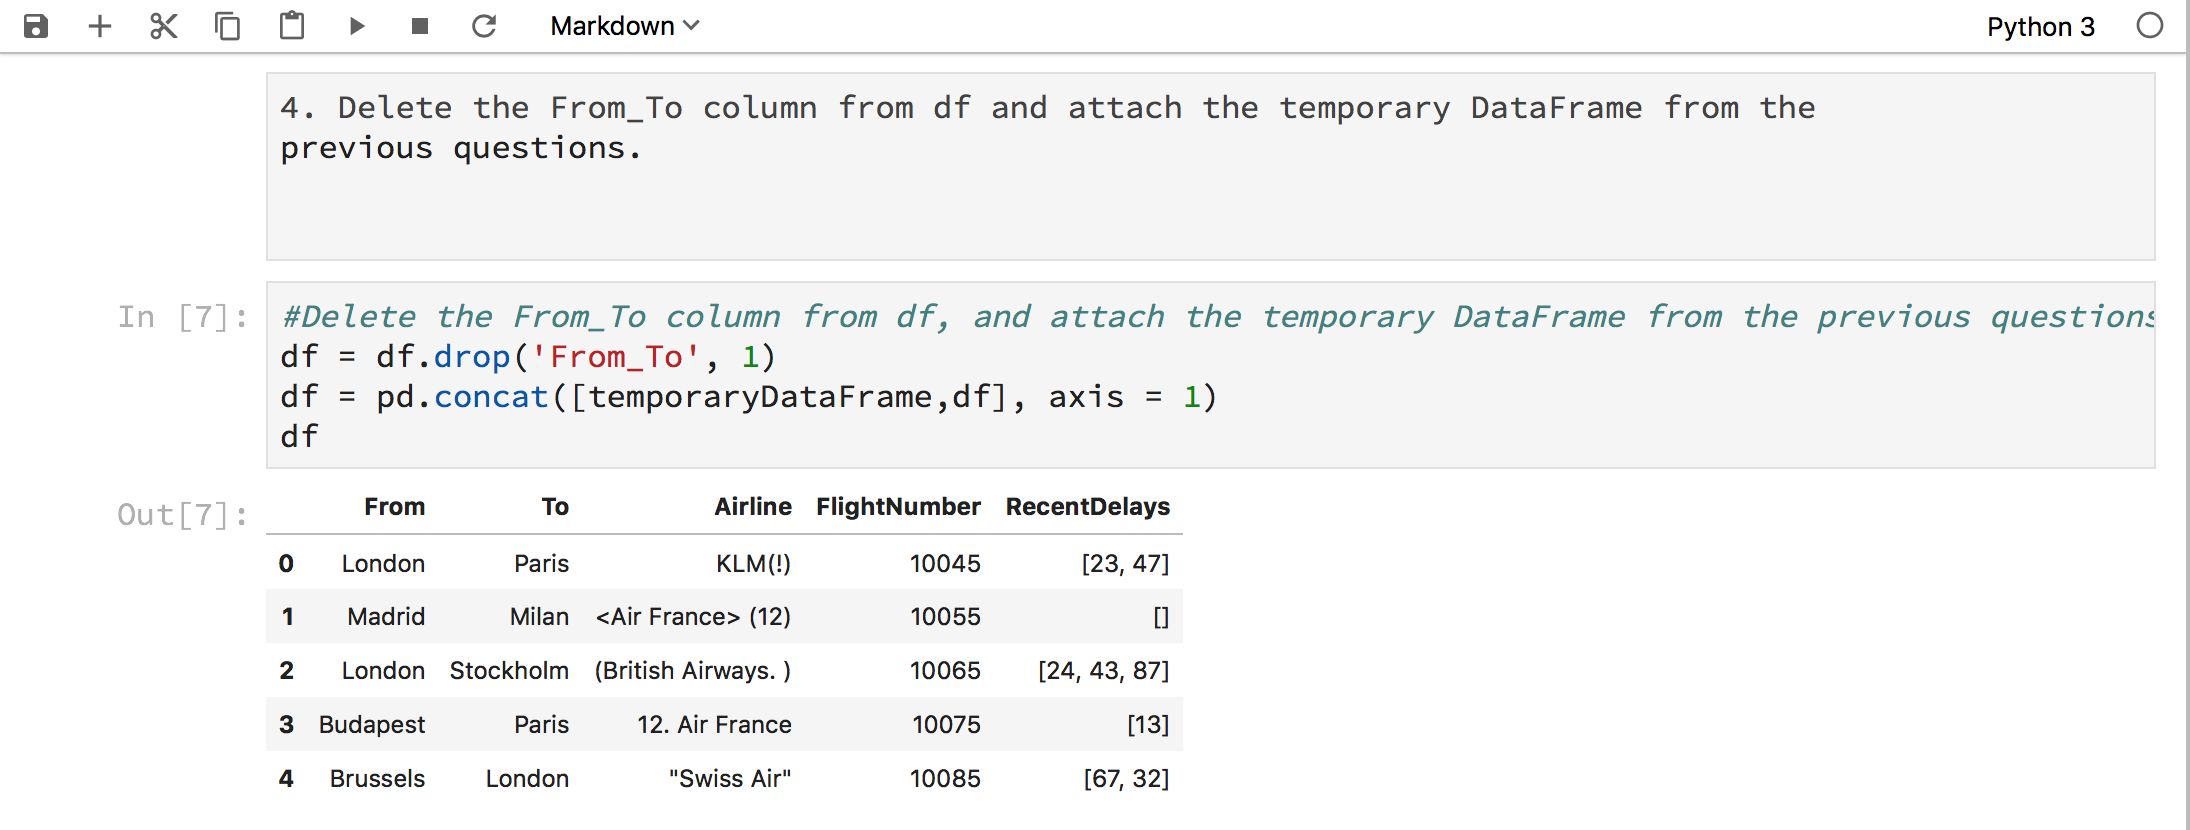 Markdown
Python 3
4. Delete the From_To column from df and attach the temporary DataFrame from the
previous questions.
In [7]:
#Delete the From_To column from df, and attach the temporary DataFrame from the previous questions
df = df.drop('From_To', 1)
df = pd.concat([temporaryDataFrame,df], axis = 1)
df
Out[7]:
From To Airline FlightNumber RecentDelays
0 London Paris KLM(!) 10045 [23, 47]
1 Madrid Milan <Air France> (12) 10055 []
2 London Stockholm (British Airways. ) 10065 [24, 43, 87]
3 Budapest Paris 12. Air France 10075 [13]
4 Brussels London "Swiss Air" 10085 [67, 32]